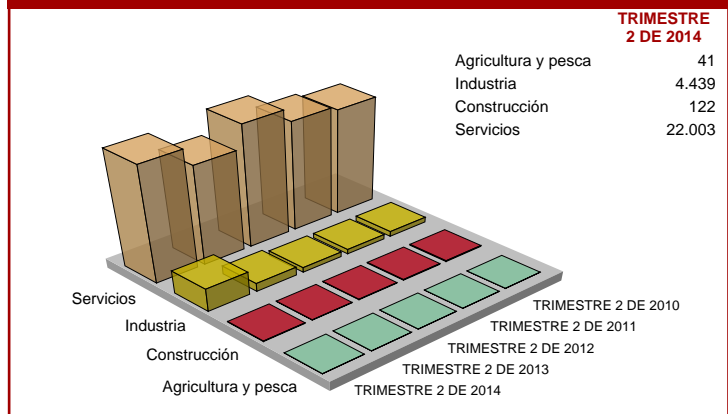 TRIMESTRE
2 DE 2014
Agricultura y pesca 41
Industria 4.439
Construcción 122
Servicios 22.003
Servicios
Industria
Construcción
Agricultura y pesca
TRIMESTRE 2 DE 2010
TRIMESTRE 2 DE 2011
TRIMESTRE 2 DE 2012
TRIMESTRE 2 DE 2013
TRIMESTRE 2 DE 2014